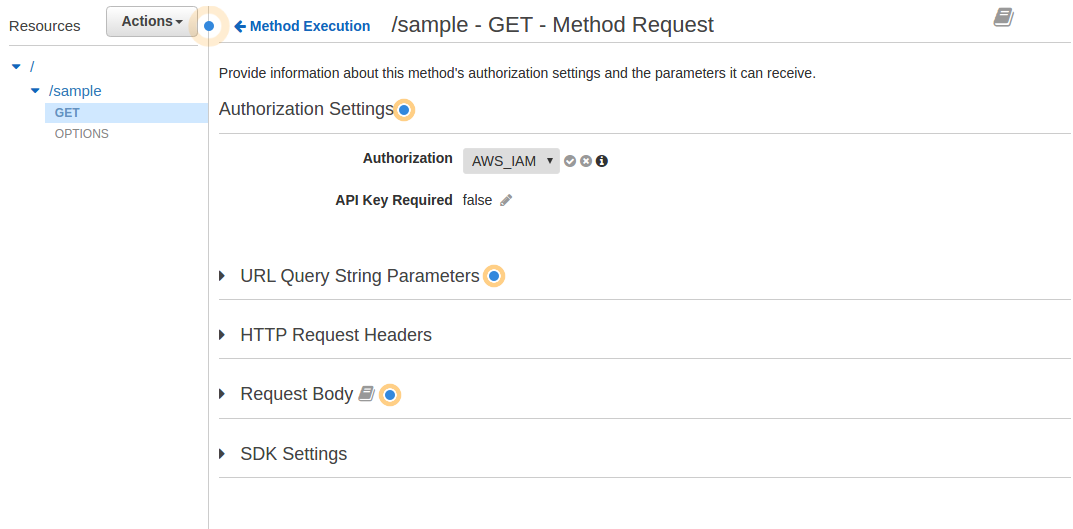 Resources
Actions
Method Execution
/sample - GET - Method Request
/
/sample
GET
OPTIONS
Provide information about this method's authorization settings and the parameters it can receive.
Authorization Settings
Authorization AWS_IAM
API Key Required false
URL Query String Parameters
HTTP Request Headers
Request Body
SDK Settings